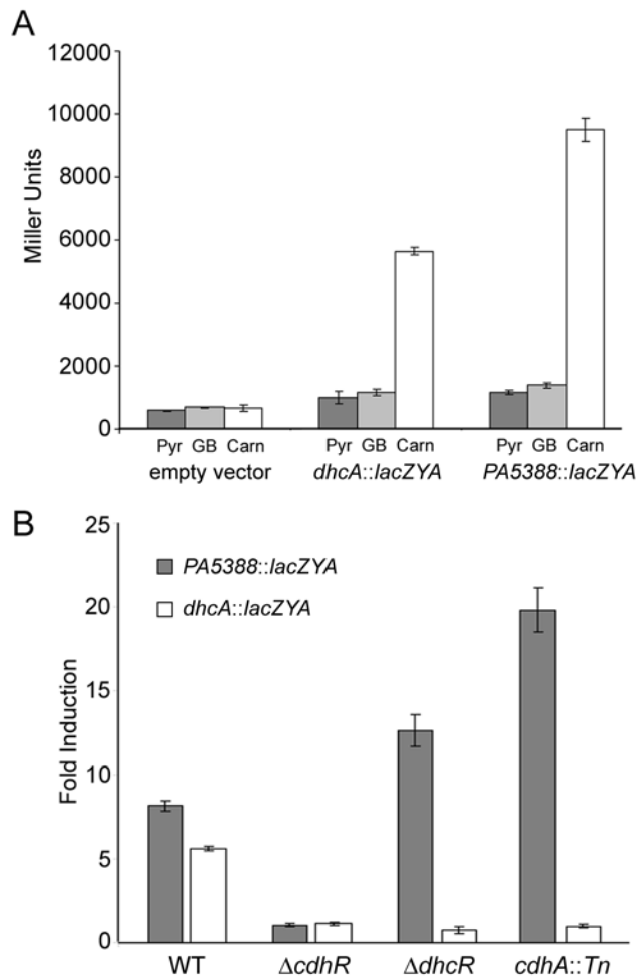 A
12000
10000
8000
6000
4000
2000
0
Miller Units
Pyr GB Carn Pyr GB Carn Pyr GB Carn
empty vector dhcA::lacZYA PA5388::lacZYA
B
25
20
15
10
5
0
Fold Induction
PA5388::lacZYA
dhcA::lacZYA
WT ΔcdhR ΔdhcR cdhA::Tn